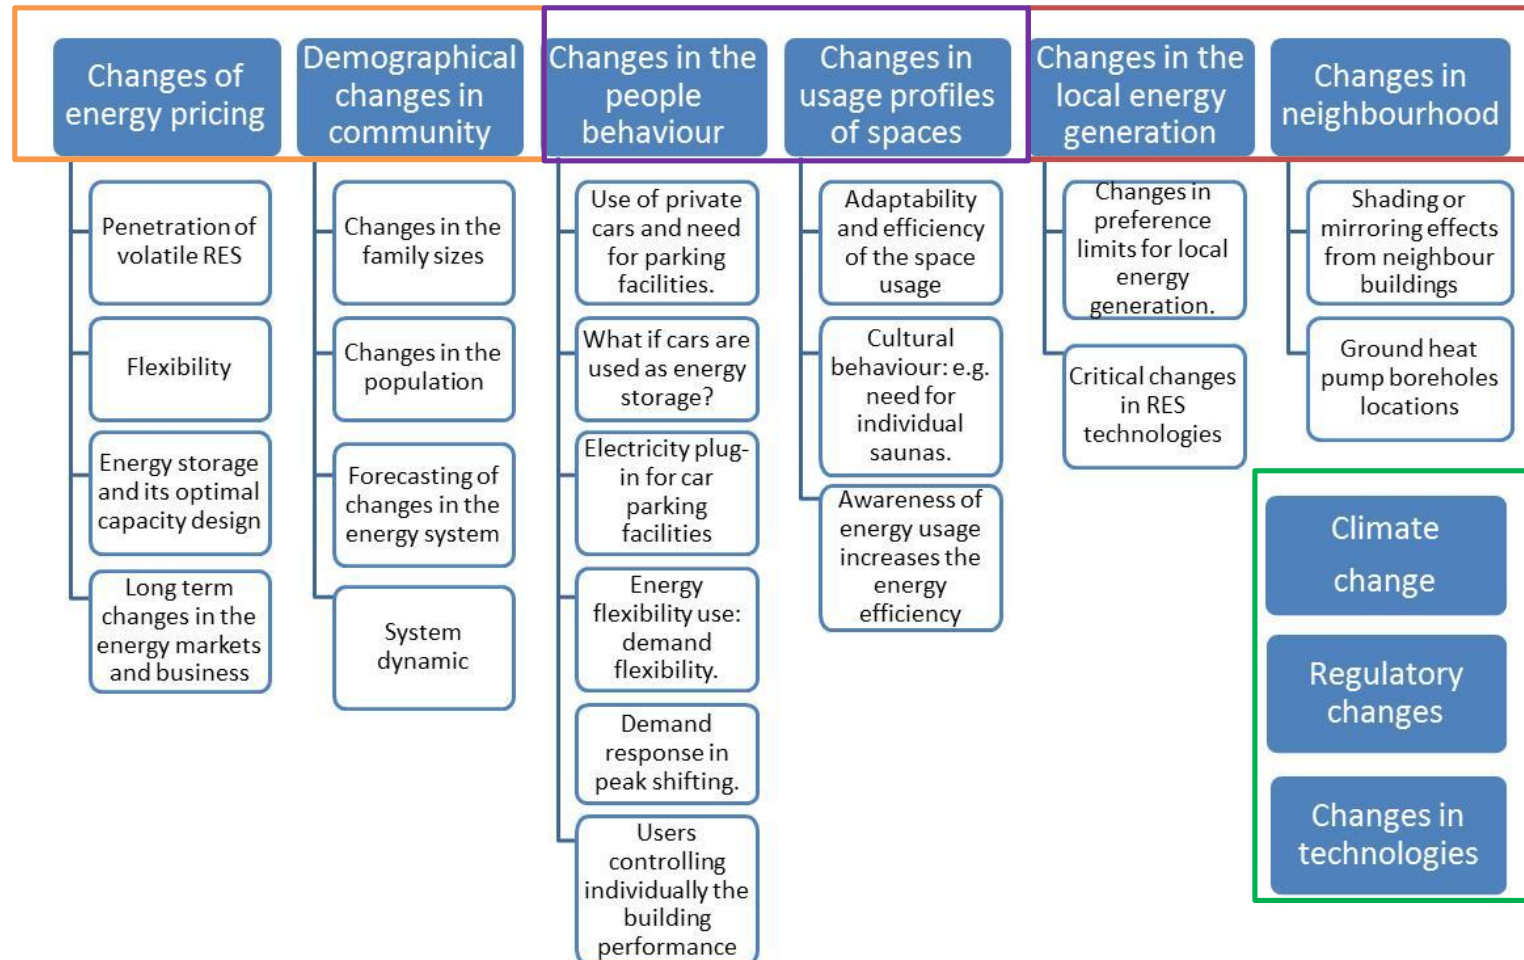 Changes of
energy pricing
Penetration of
volatile RES
Flexibility
Energy storage
and its optimal
capacity design
Long term
changes in the
energy markets
and business
Demographical
changes in
community
Changes in the
family sizes
Changes in the
population
Forecasting of
changes in the
energy system
System
dynamic
Changes in the
people
behaviour
Use of private
cars and need
for parking
facilities.
What if cars are
used as energy
storage?
Electricity plug-
in for car
parking
facilities
Energy
flexibility use:
demand
flexibility.
Demand
response in
peak shifting.
Users
controlling
individually the
building
performance
Changes in
usage profiles
of spaces
Adaptability
and efficiency
of the space
usage
Cultural
behaviour: e.g.
need for
individual
saunas.
Awareness of
energy usage
increases the
energy
efficiency
Changes in the
local energy
generation
Changes in
preference
limits for local
energy
generation.
Critical changes
in RES
technologies
Changes in
neighbourhood
Shading or
mirroring effects
from neighbour
buildings
Ground heat
pump boreholes
locations
Climate
change
Regulatory
changes
Changes in
technologies